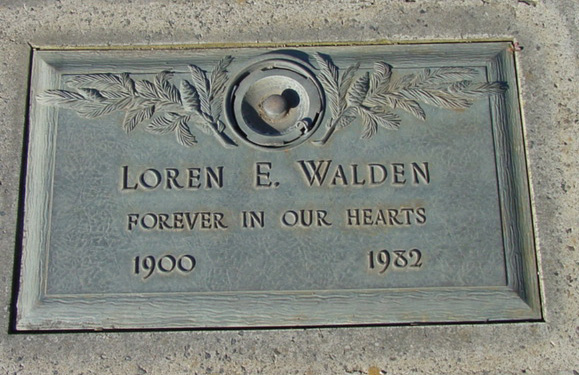 LOREN E. WALDEN
FOREVER IN OUR HEARTS
1900 1982